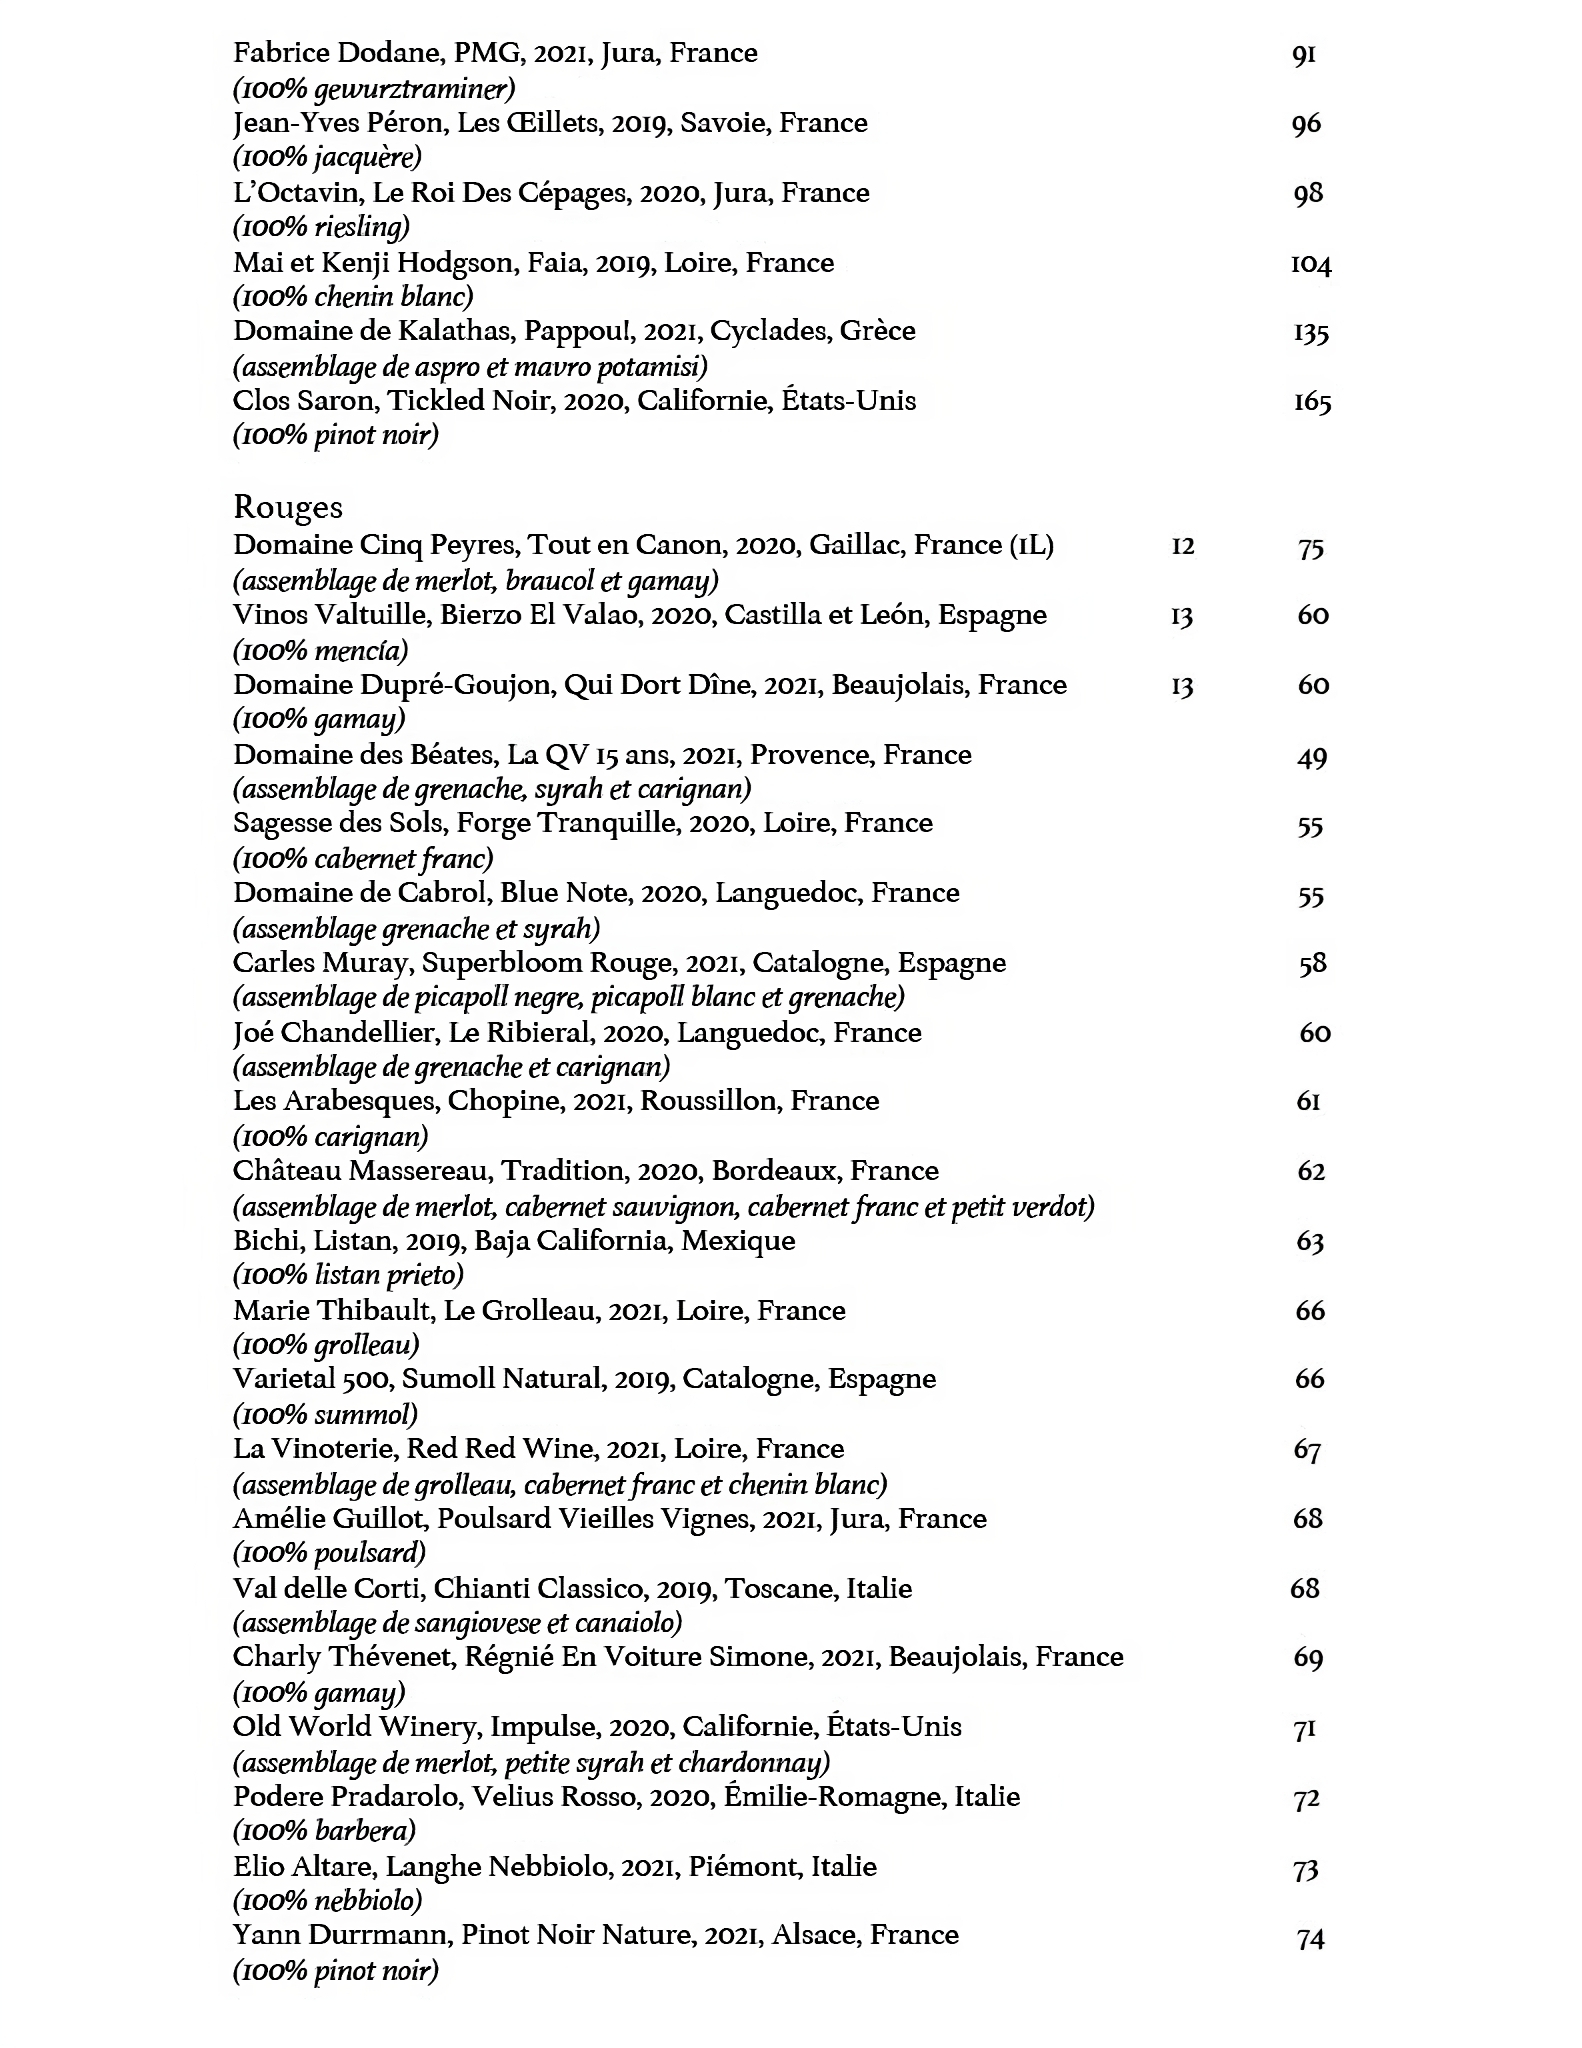 Fabrice Dodane, PMG, 2021, Jura, France 91
(100% gewurztraminer)
Jean-Yves Péron, Les Œillets, 2019, Savoie, France 96
(100% jacquère)
L'Octavin, Le Roi Des Cépages, 2020, Jura, France 98
(100% riesling)
Mai et Kenji Hodgson, Faia, 2019, Loire, France 104
(100% chenin blanc)
Domaine de Kalathas, Pappou!, 2021, Cyclades, Grèce 135
(assemblage de aspro et mavro potamisi)
Clos Saron, Tickled Noir, 2020, Californie, États-Unis 165
(100% pinot noir)
Rouges
Domaine Cinq Peyres, Tout en Canon, 2020, Gaillac, France (1L) 12 75
(assemblage de merlot, braucol et gamay)
Vinos Valtuille, Bierzo El Valao, 2020, Castilla et León, Espagne 13 60
(100% mencía)
Domaine Dupré-Goujon, Qui Dort Dîne, 2021, Beaujolais, France 13 60
(100% gamay)
Domaine des Béates, La QV 15 ans, 2021, Provence, France 49
(assemblage de grenache, syrah et carignan)
Sagesse des Sols, Forge Tranquille, 2020, Loire, France 55
(100% cabernet franc)
Domaine de Cabrol, Blue Note, 2020, Languedoc, France 55
(assemblage grenache et syrah)
Carles Muray, Superbloom Rouge, 2021, Catalogne, Espagne 58
(assemblage de picapoll negre, picapoll blanc et grenache)
Joé Chandellier, Le Ribieral, 2020, Languedoc, France 60
(assemblage de grenache et carignan)
Les Arabesques, Chopine, 2021, Roussillon, France 61
(100% carignan)
Château Massereau, Tradition, 2020, Bordeaux, France 62
(assemblage de merlot, cabernet sauvignon, cabernet franc et petit verdot)
Bichi, Listan, 2019, Baja California, Mexique 63
(100% listan prieto)
Marie Thibault, Le Grolleau, 2021, Loire, France 66
(100% grolleau)
Varietal 500, Sumoll Natural, 2019, Catalogne, Espagne 66
(100% summol)
La Vinoterie, Red Red Wine, 2021, Loire, France 67
(assemblage de grolleau, cabernet franc et chenin blanc)
Amélie Guillot, Poulsard Vieilles Vignes, 2021, Jura, France 68
(100% poulsard)
Val delle Corti, Chianti Classico, 2019, Toscane, Italie 68
(assemblage de sangiovese et canaiolo)
Charly Thévenet, Régnié En Voiture Simone, 2021, Beaujolais, France 69
(100% gamay)
Old World Winery, Impulse, 2020, Californie, États-Unis 71
(assemblage de merlot, petite syrah et chardonnay)
Podere Pradarolo, Velius Rosso, 2020, Émilie-Romagne, Italie 72
(100% barbera)
Elio Altare, Langhe Nebbiolo, 2021, Piémont, Italie 73
(100% nebbiolo)
Yann Durrmann, Pinot Noir Nature, 2021, Alsace, France 74
(100% pinot noir)